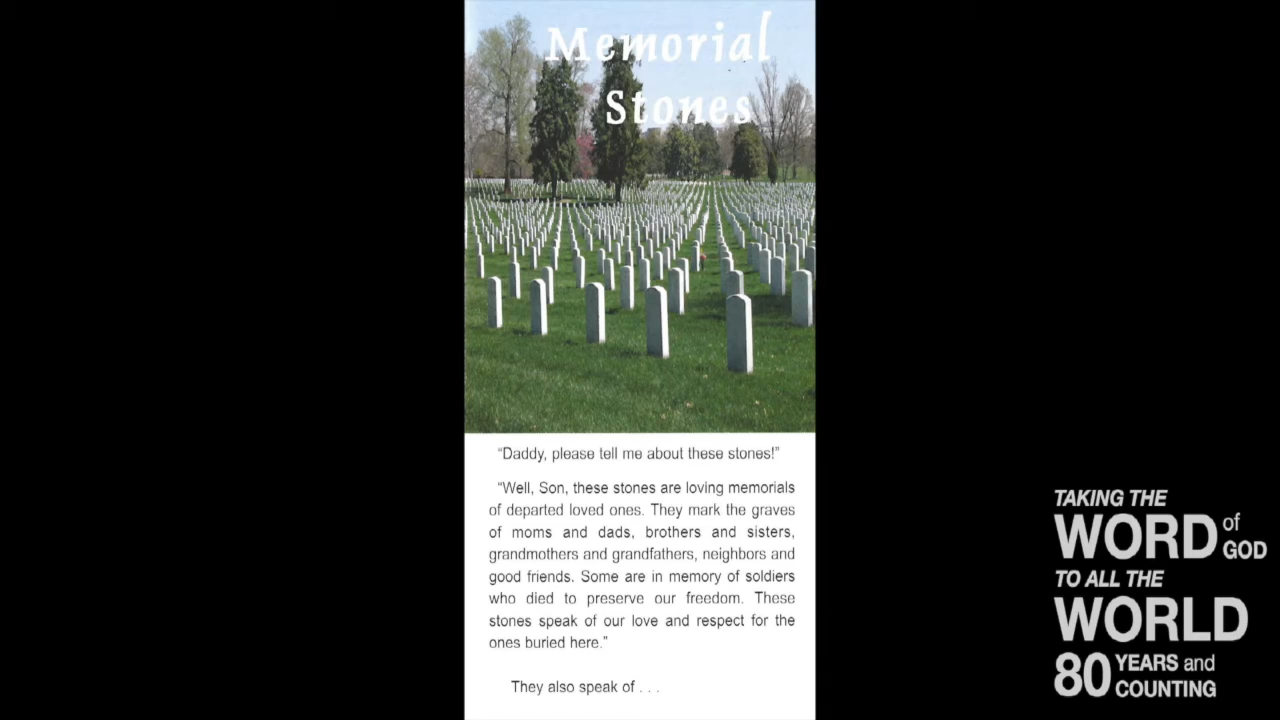 Memorial
Stones
“Daddy, please tell me about these stones!”
“Well, Son, these stones are loving memorials
of departed loved ones. They mark the graves
of moms and dads, brothers and sisters,
grandmothers and grandfathers, neighbors and
good friends. Some are in memory of soldiers
who died to preserve our freedom. These
stones speak of our love and respect for the
ones buried here.”
They also speak of . . .
TAKING THE
WORD of
GOD
TO ALL THE
WORLD
80 YEARS and
COUNTING